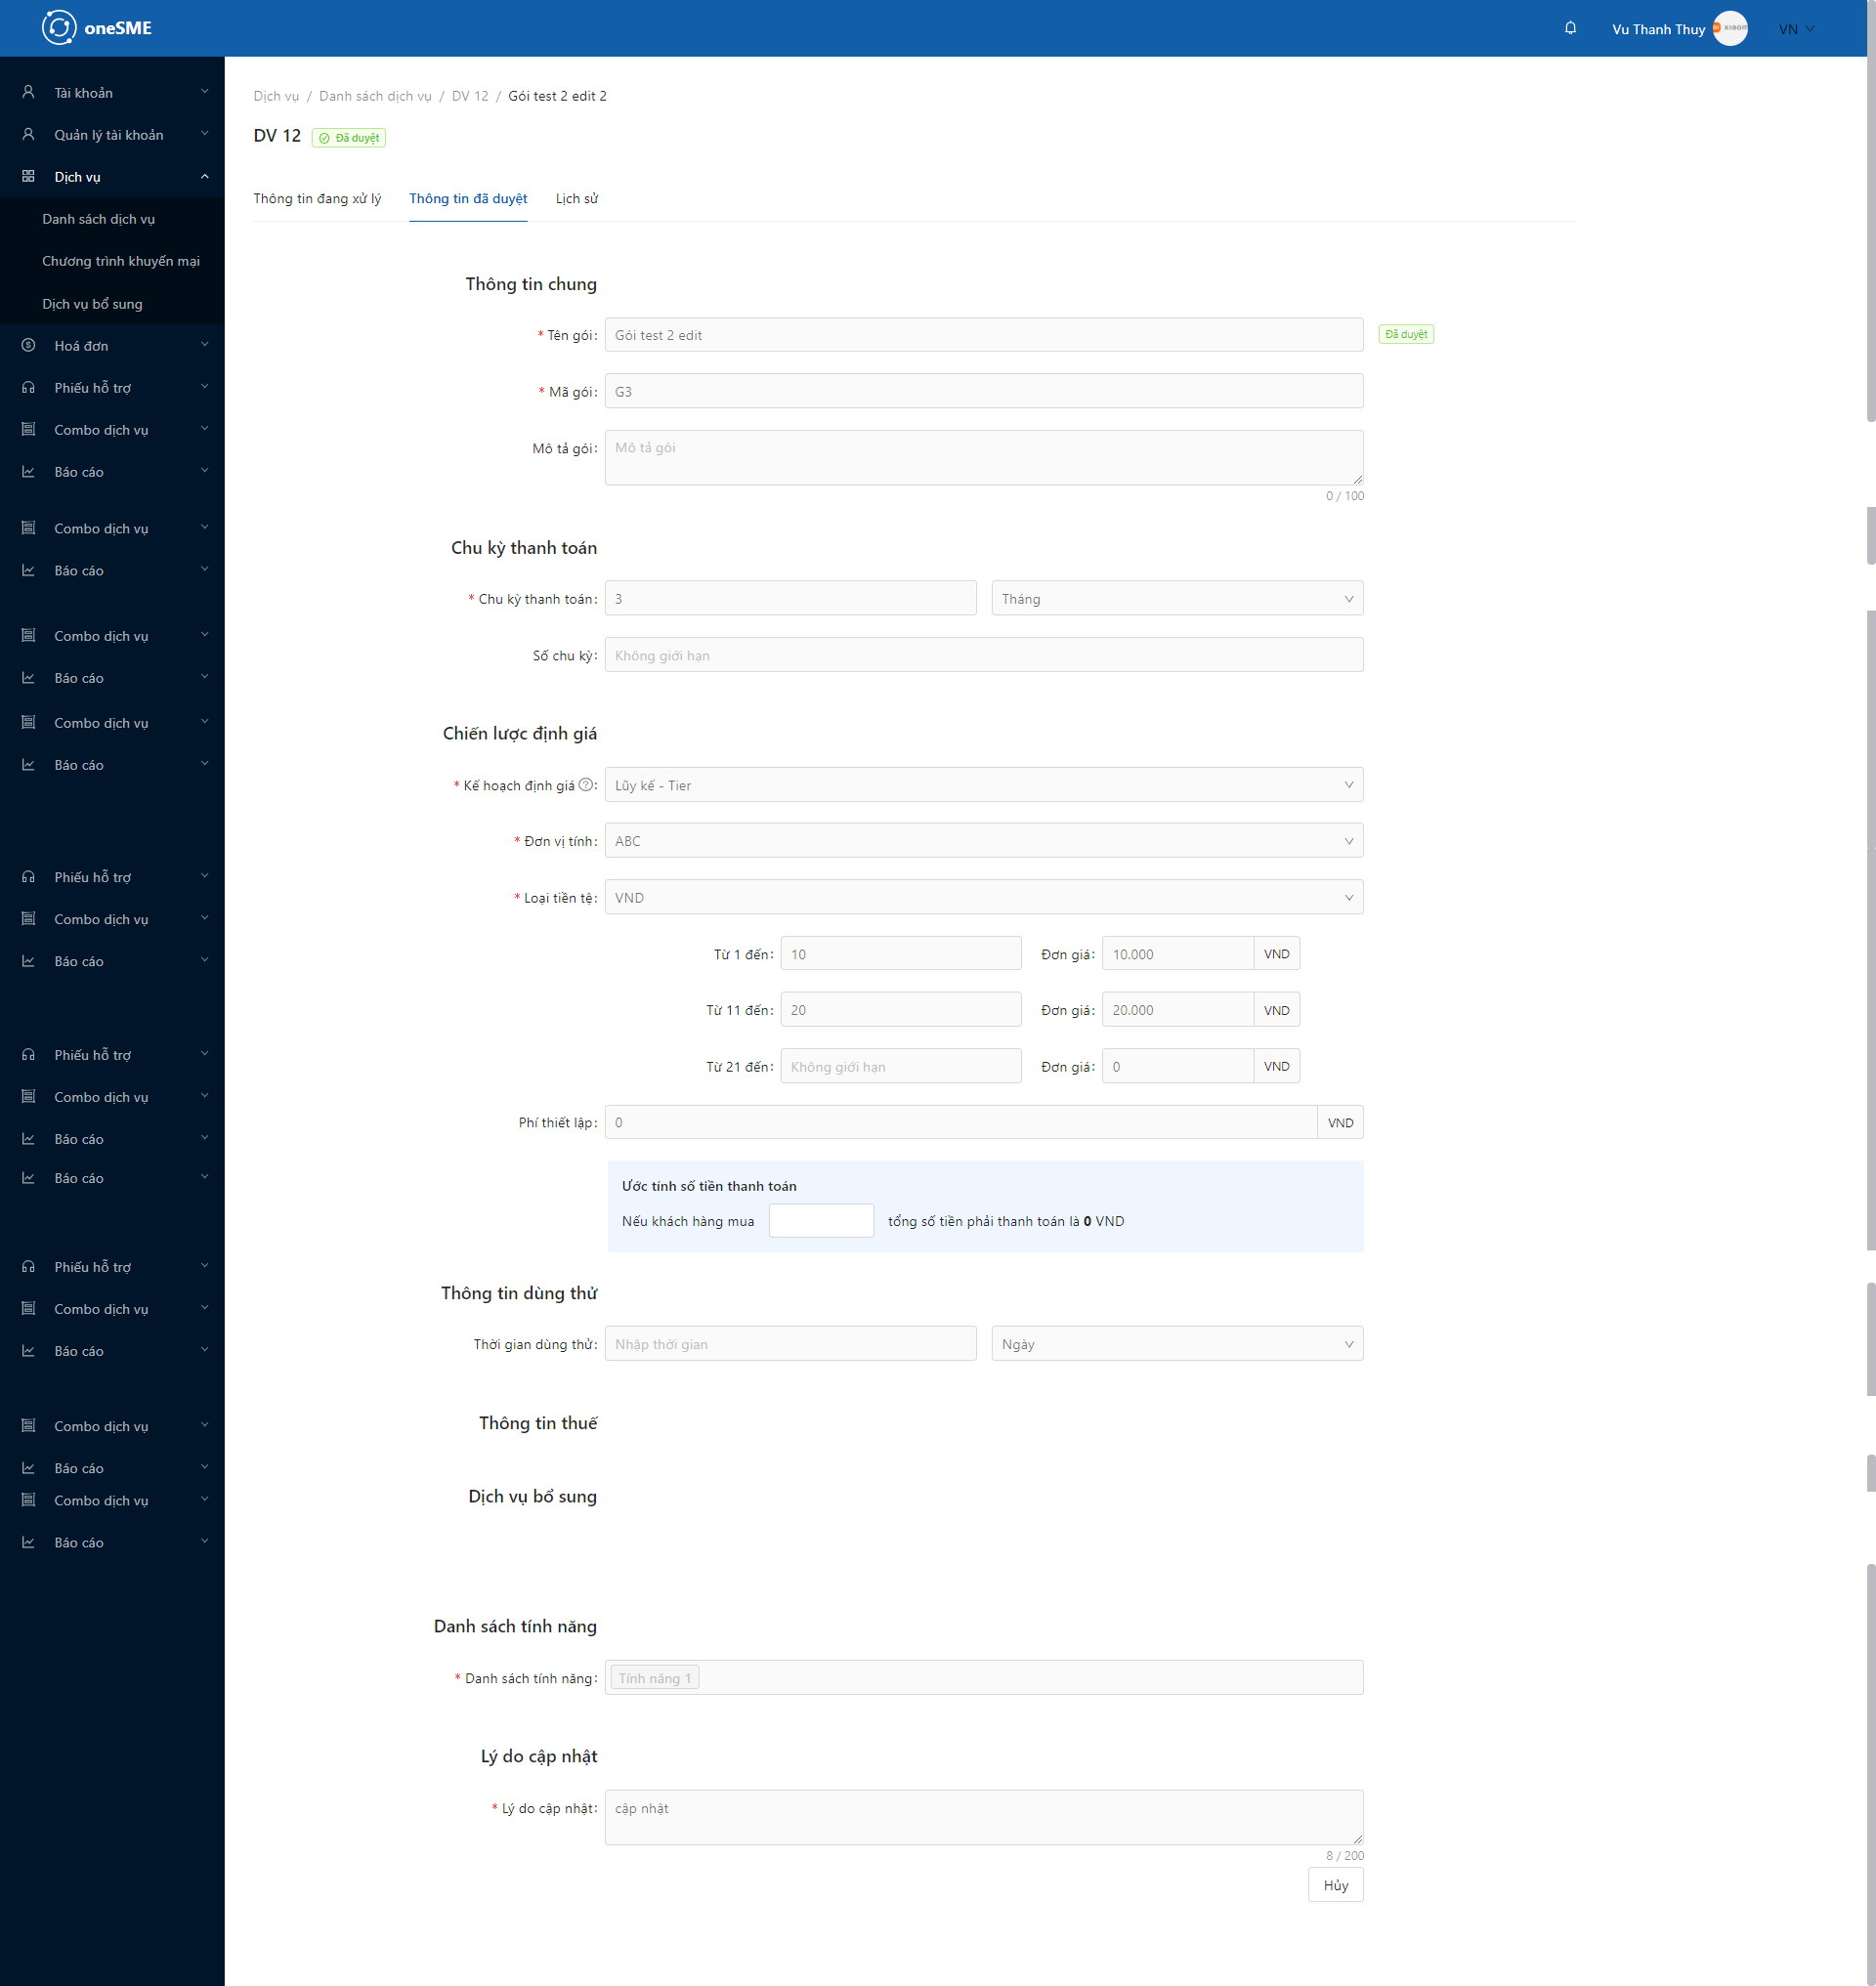 oneSME
Vu Thanh Thuy
xiaom
VN
Tài khoản
Quản lý tài khoản
Dịch vụ
Danh sách dịch vụ
Chương trình khuyến mại
Dịch vụ bổ sung
Hoá đơn
Phiếu hỗ trợ
Combo dịch vụ
Báo cáo
Combo dịch vụ
Báo cáo
Combo dịch vụ
Báo cáo
Combo dịch vụ
Báo cáo
Phiếu hỗ trợ
Combo dịch vụ
Báo cáo
Phiếu hỗ trợ
Combo dịch vụ
Báo cáo
Báo cáo
Phiếu hỗ trợ
Combo dịch vụ
Báo cáo
Combo dịch vụ
Báo cáo
Combo dịch vụ
Báo cáo
Dịch vụ / Danh sách dịch vụ / DV 12 / Gói test 2 edit 2
DV 12 Đã duyệt
Thông tin đang xử lý Thông tin đã duyệt Lịch sử
Thông tin chung
* Tên gói: Gói test 2 edit Đã duyệt
* Mã gói: G3
Mô tả gói: Mô tả gói
0 / 100
Chu kỳ thanh toán
* Chu kỳ thanh toán: 3 Tháng
Số chu kỳ: Không giới hạn
Chiến lược định giá
* Kế hoạch định giá : Lũy kế - Tier
* Đơn vị tính: ABC
* Loại tiền tệ: VND
Từ 1 đến: 10 Đơn giá: 10.000 VND
Từ 11 đến: 20 Đơn giá: 20.000 VND
Từ 21 đến: Không giới hạn Đơn giá: 0 VND
Phí thiết lập: 0 VND
Ước tính số tiền thanh toán
Nếu khách hàng mua tổng số tiền phải thanh toán là 0 VND
Thông tin dùng thử
Thời gian dùng thử: Nhập thời gian Ngày
Thông tin thuế
Dịch vụ bổ sung
Danh sách tính năng
* Danh sách tính năng: Tính năng 1
Lý do cập nhật
* Lý do cập nhật: cập nhật
8 / 200
Hủy